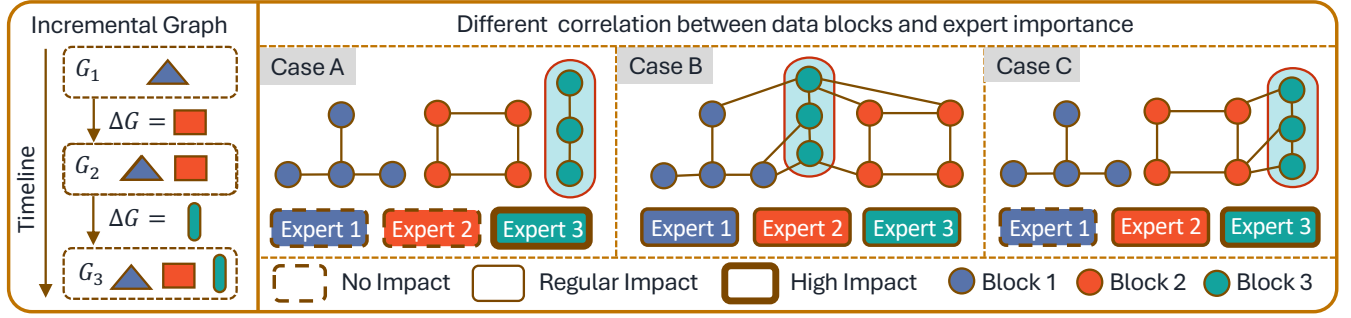 Incremental Graph
Timeline
G₁
ΔG =
G₂
ΔG =
G₃
Different correlation between data blocks and expert importance
Case A
Expert 1
Expert 2
Expert 3
Case B
Expert 1
Expert 2
Expert 3
Case C
Expert 1
Expert 2
Expert 3
No Impact
Regular Impact
High Impact
Block 1
Block 2
Block 3